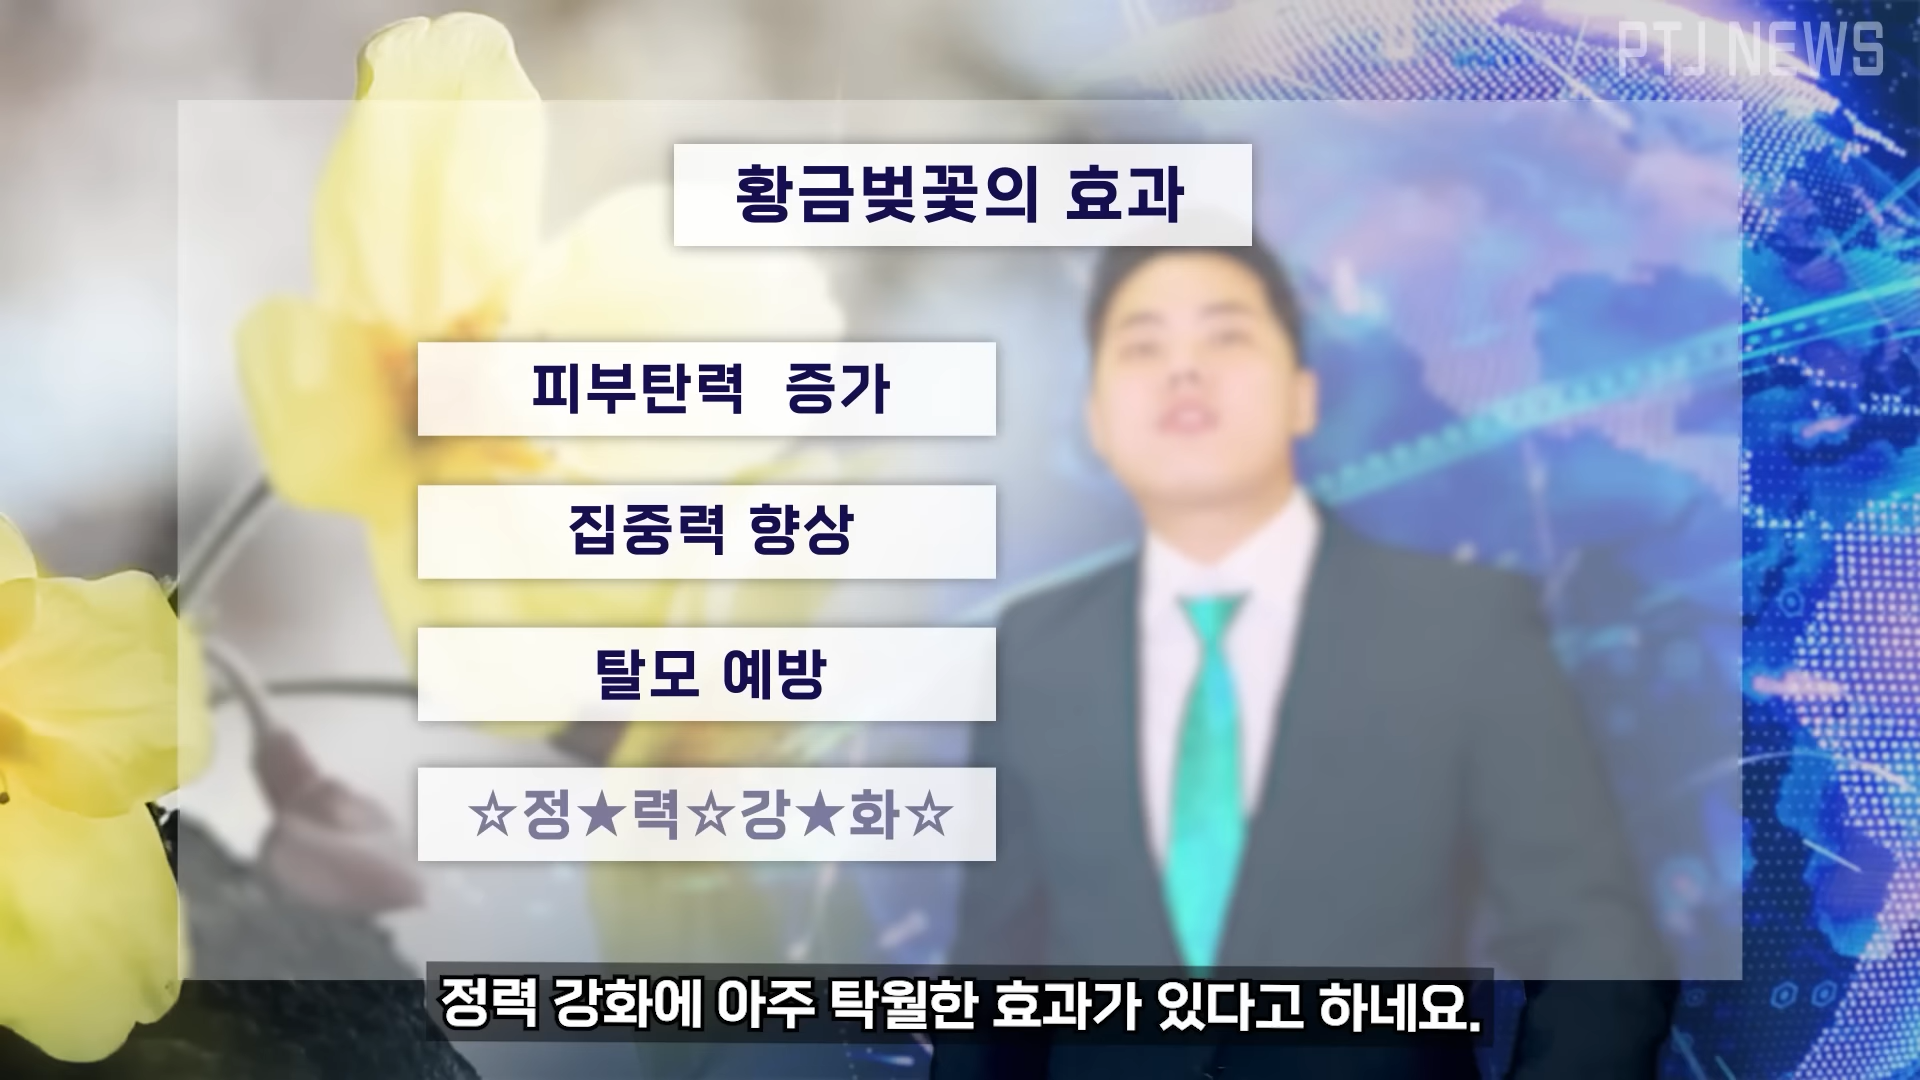 PTJ NEWS
황금벚꽃의 효과
피부탄력 증가
집중력 향상
탈모 예방
☆정★력☆강★화☆
정력 강화에 아주 탁월한 효과가 있다고 하네요.